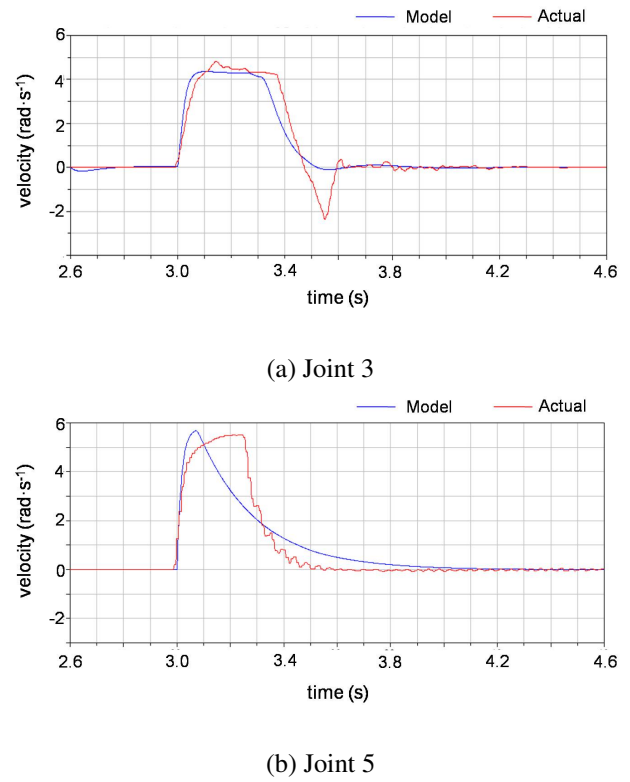 Model Actual
velocity (rad·s⁻¹)
6
4
2
0
-2
2.6 3.0 3.4 3.8 4.2 4.6
time (s)
(a) Joint 3
Model Actual
velocity (rad·s⁻¹)
6
4
2
0
-2
2.6 3.0 3.4 3.8 4.2 4.6
time (s)
(b) Joint 5